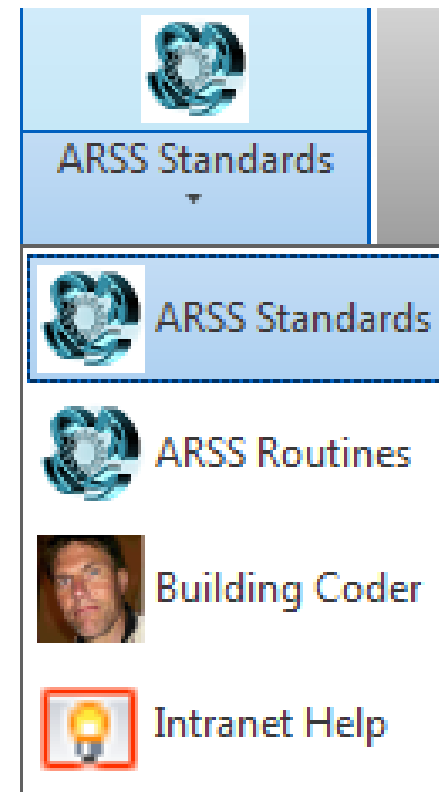 ARSS Standards
ARSS Standards
ARSS Routines
Building Coder
Intranet Help